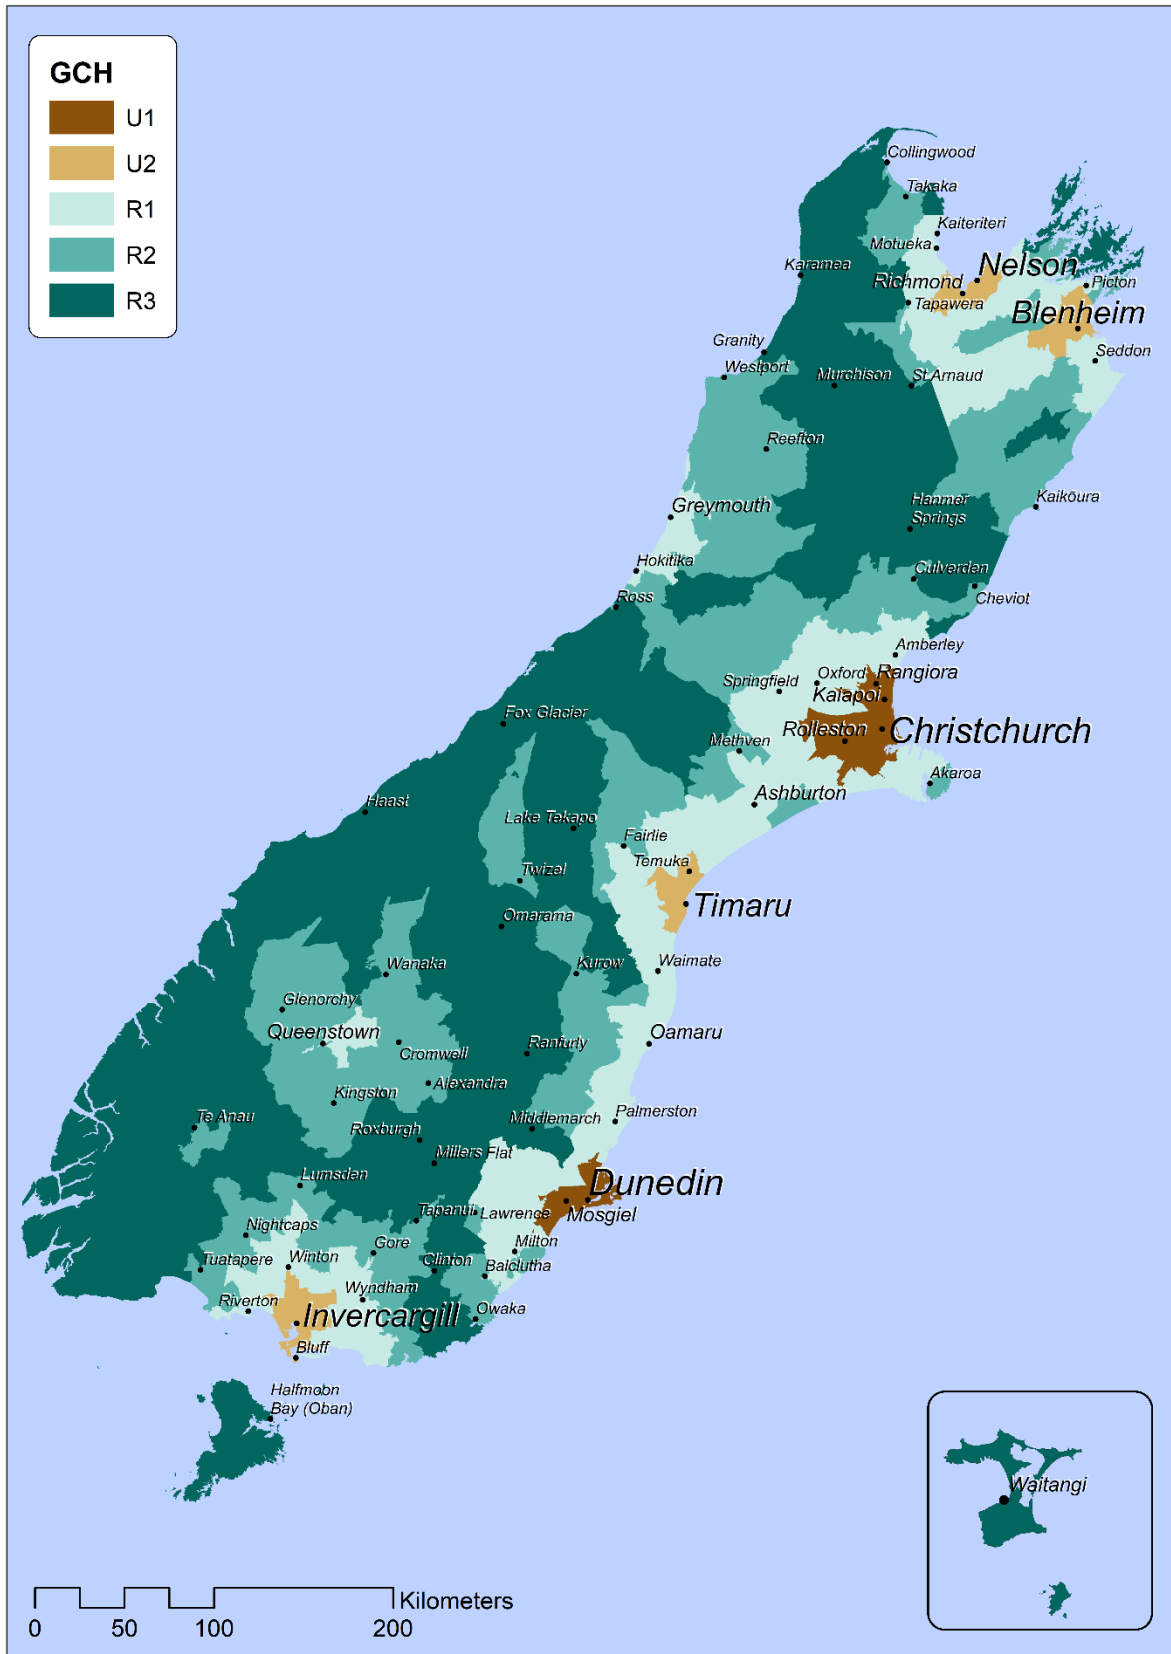 GCH
U1
U2
R1
R2
R3
Collingwood
Takaka
Kaiteriteri
Motueka
Nelson
Karamea
Richmond
Picton
Tapawera
Blenheim
Granity
Seddon
Westport
Murchison
St Arnaud
Reefton
Kaikōura
Greymouth
Hanmer
Springs
Hokitika
Culverden
Ross
Cheviot
Amberley
Oxford
Rangiora
Springfield
Kaiapoi
Fox Glacier
Rolleston
Christchurch
Methven
Akaroa
Ashburton
Haast
Lake Tekapo
Fairlie
Temuka
Twizel
Timaru
Omarama
Wanaka
Kurow
Waimate
Glenorchy
Queenstown
Oamaru
Cromwell
Ranfurly
Alexandra
Kingston
Te Anau
Middlemarch
Palmerston
Roxburgh
Millers Flat
Lumsden
Dunedin
Tapanui
Lawrence
Mosgiel
Nightcaps
Gore
Milton
Tuatapere
Winton
Clinton
Balclutha
Wyndham
Riverton
Invercargill
Owaka
Bluff
Halfmoon
Bay (Oban)
Waitangi
Kilometers
0 50 100 200